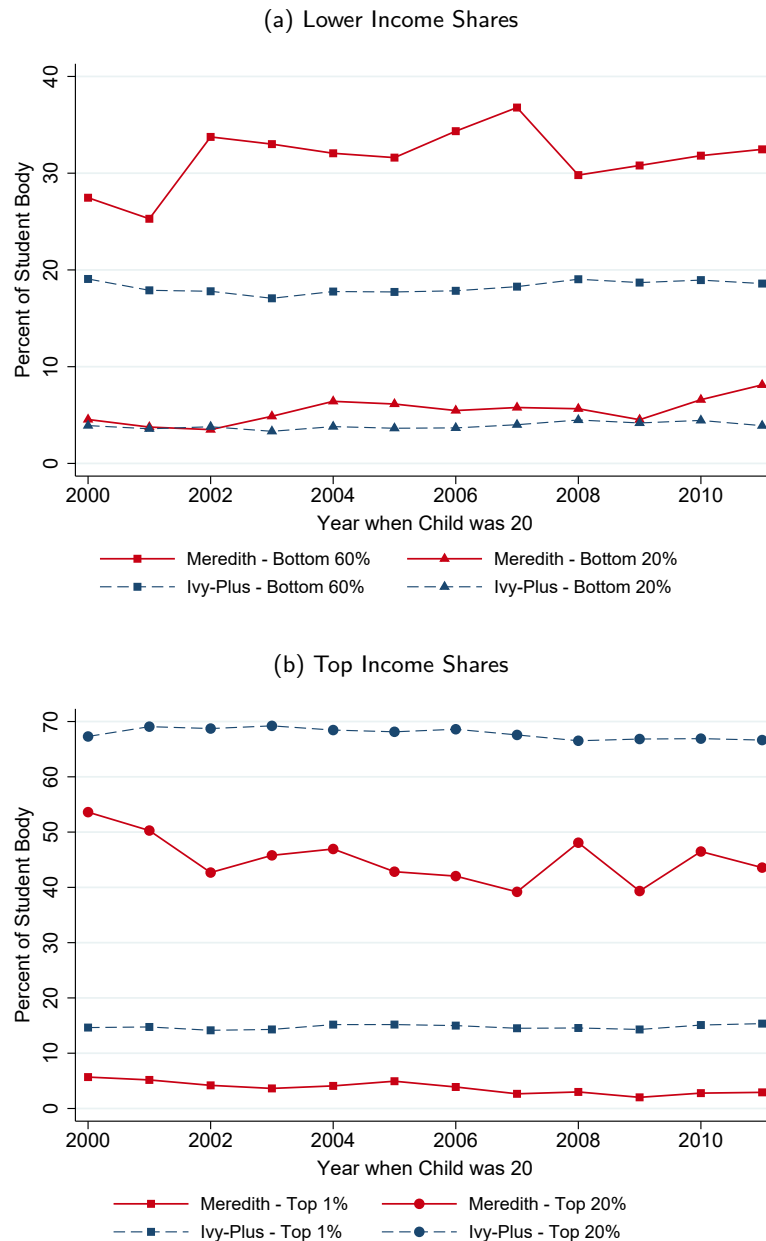 (a) Lower Income Shares
Percent of Student Body
40
30
20
10
0
2000 2002 2004 2006 2008 2010
Year when Child was 20
Meredith - Bottom 60% Meredith - Bottom 20%
Ivy-Plus - Bottom 60% Ivy-Plus - Bottom 20%
(b) Top Income Shares
Percent of Student Body
70
60
50
40
30
20
10
0
2000 2002 2004 2006 2008 2010
Year when Child was 20
Meredith - Top 1% Meredith - Top 20%
Ivy-Plus - Top 1% Ivy-Plus - Top 20%